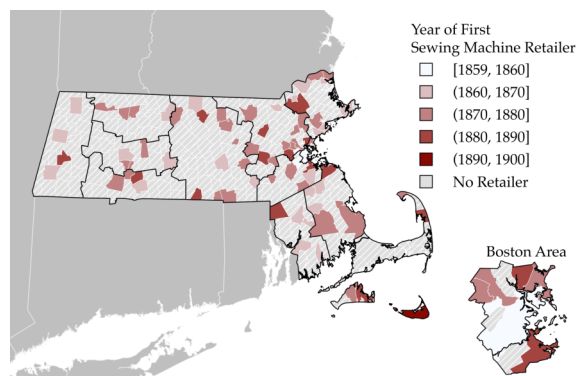 Year of First
Sewing Machine Retailer
[1859, 1860]
(1860, 1870]
(1870, 1880]
(1880, 1890]
(1890, 1900]
No Retailer
Boston Area